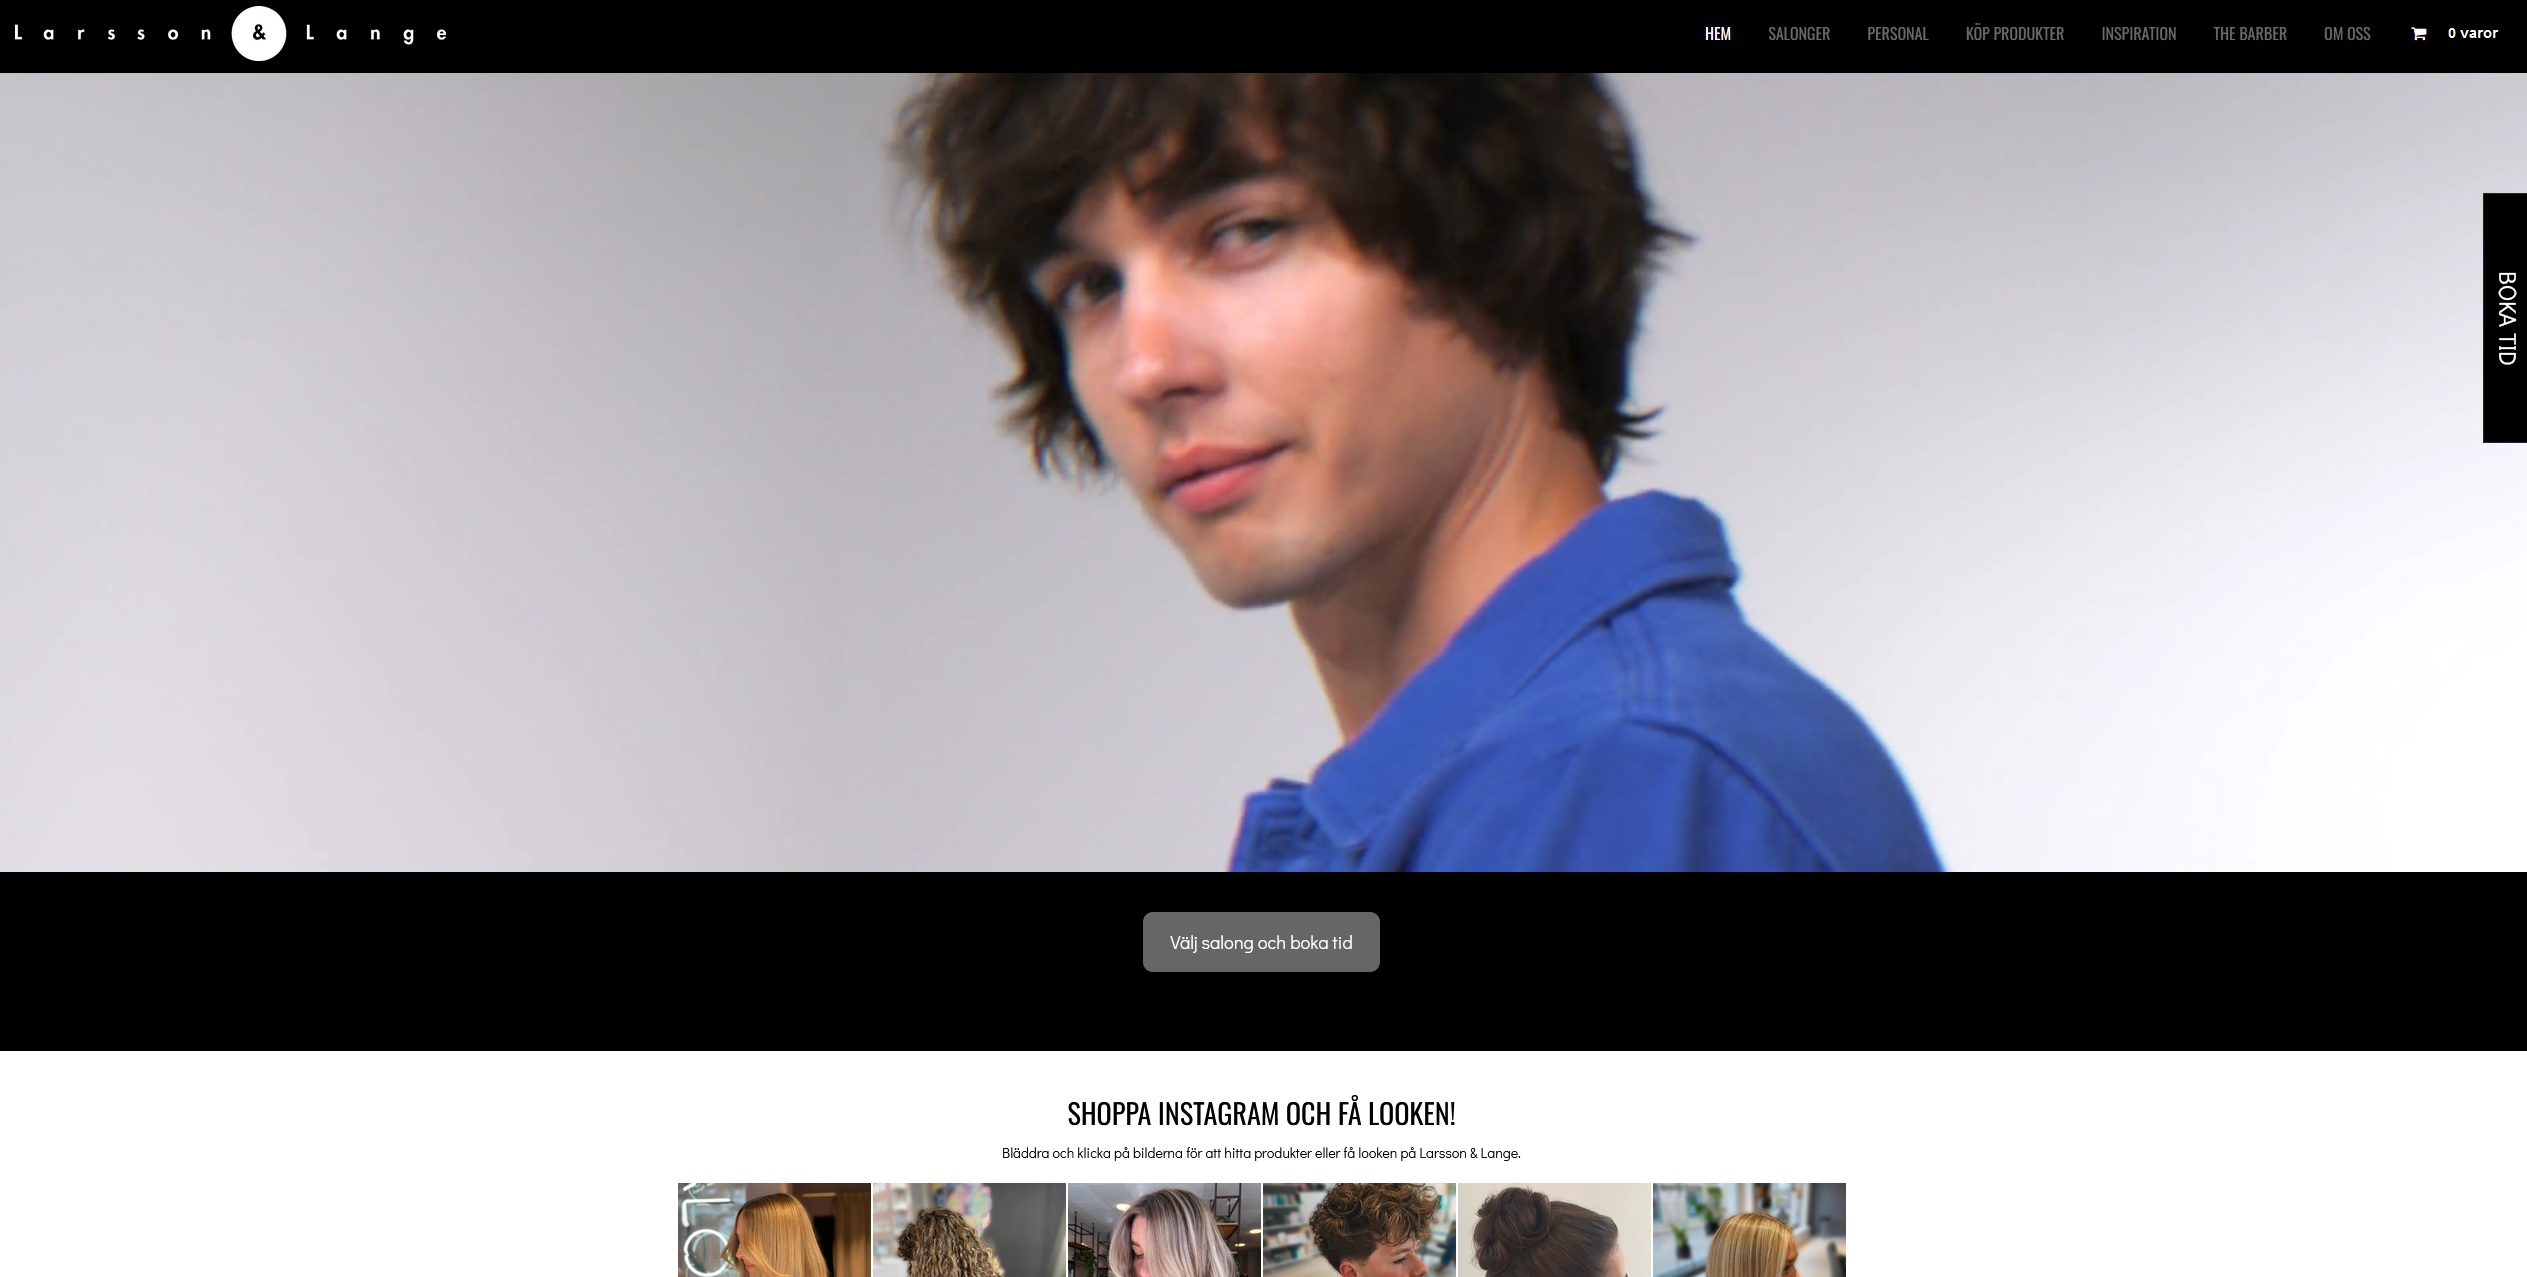 Larsson & Lange
HEM SALONGER PERSONAL KÖP PRODUKTER INSPIRATION THE BARBER OM OSS 0 varor
BOKA TID
Välj salong och boka tid
SHOPPA INSTAGRAM OCH FÅ LOOKEN!
Bläddra och klicka på bilderna för att hitta produkter eller få looken på Larsson & Lange.